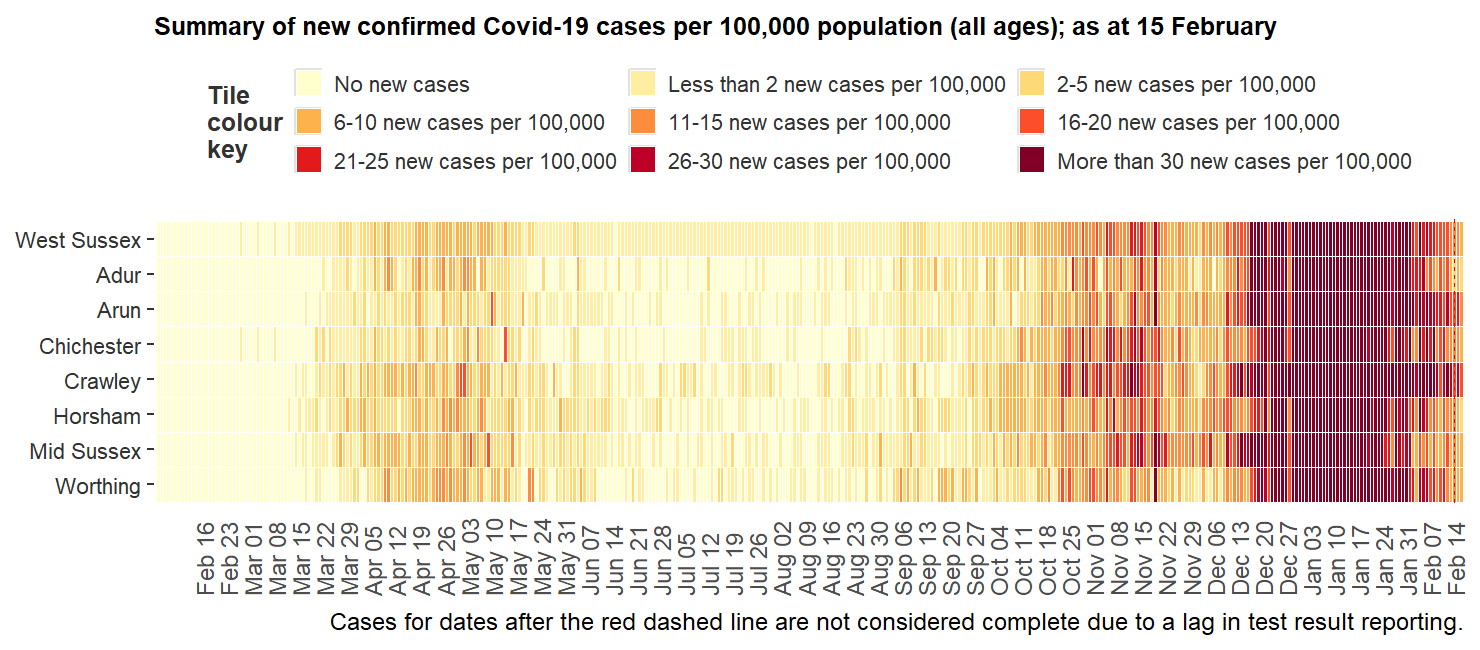 Summary of new confirmed Covid-19 cases per 100,000 population (all ages); as at 15 February
Tile
colour
key
No new cases
Less than 2 new cases per 100,000
2-5 new cases per 100,000
6-10 new cases per 100,000
11-15 new cases per 100,000
16-20 new cases per 100,000
21-25 new cases per 100,000
26-30 new cases per 100,000
More than 30 new cases per 100,000
West Sussex
Adur
Arun
Chichester
Crawley
Horsham
Mid Sussex
Worthing
Feb 16
Feb 23
Mar 01
Mar 08
Mar 15
Mar 22
Mar 29
Apr 05
Apr 12
Apr 19
Apr 26
May 03
May 10
May 17
May 24
May 31
Jun 07
Jun 14
Jun 21
Jun 28
Jul 05
Jul 12
Jul 19
Jul 26
Aug 02
Aug 09
Aug 16
Aug 23
Aug 30
Sep 06
Sep 13
Sep 20
Sep 27
Oct 04
Oct 11
Oct 18
Oct 25
Nov 01
Nov 08
Nov 15
Nov 22
Nov 29
Dec 06
Dec 13
Dec 20
Dec 27
Jan 03
Jan 10
Jan 17
Jan 24
Jan 31
Feb 07
Feb 14
Cases for dates after the red dashed line are not considered complete due to a lag in test result reporting.